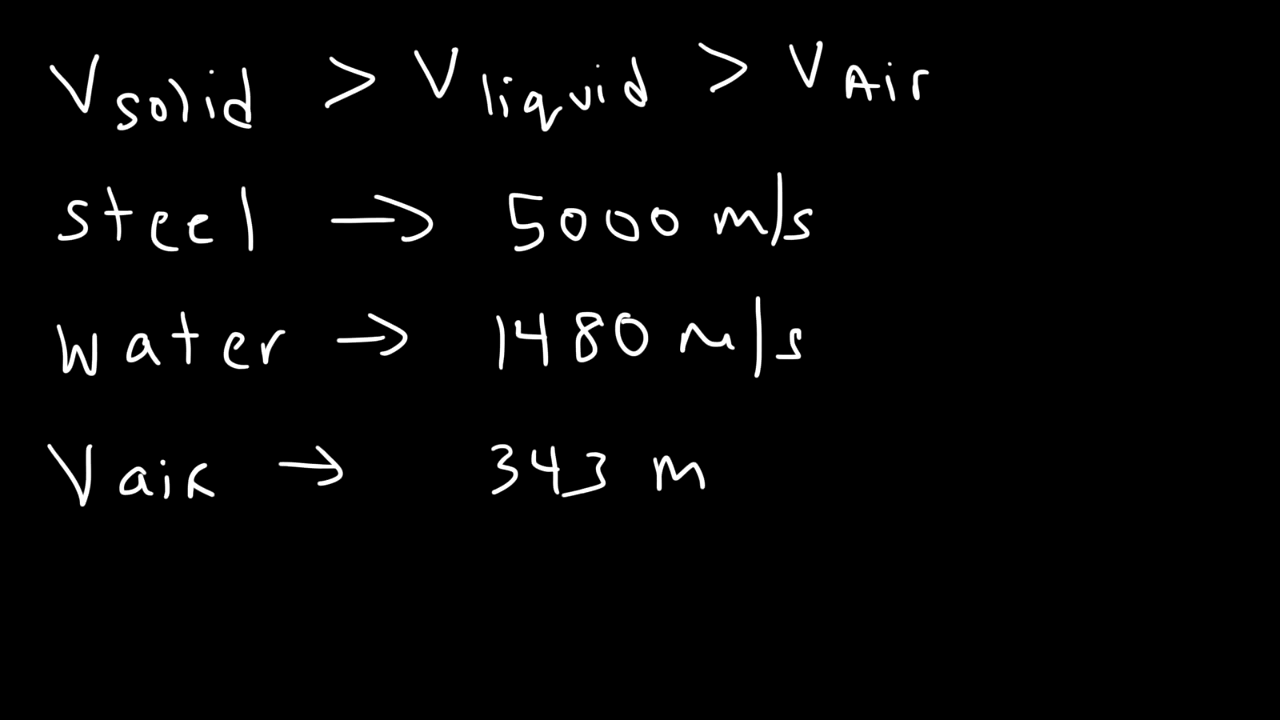 Vsolid > Vliquid > VAir
steel → 5000 m/s
water → 1480 m/s
Vair → 343 m